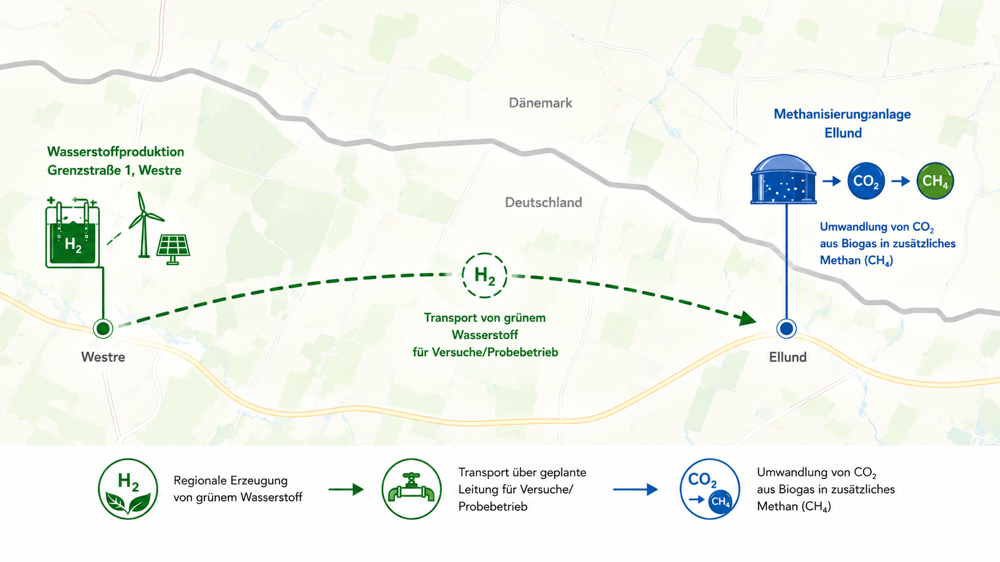 Dänemark
Methanisierung:anlage
Ellund
Wasserstoffproduktion
Grenzstraße 1, Westre
CO₂
CH₄
Deutschland
H₂
Umwandlung von CO₂
aus Biogas in zusätzliches
Methan (CH₄)
H₂
Transport von grünem
Wasserstoff
für Versuche/Probebetrieb
Westre
Ellund
H₂
Regionale Erzeugung
von grünem Wasserstoff
Transport über geplante
Leitung für Versuche/
Probebetrieb
CO₂
CH₄
Umwandlung von CO₂
aus Biogas in zusätzliches
Methan (CH₄)